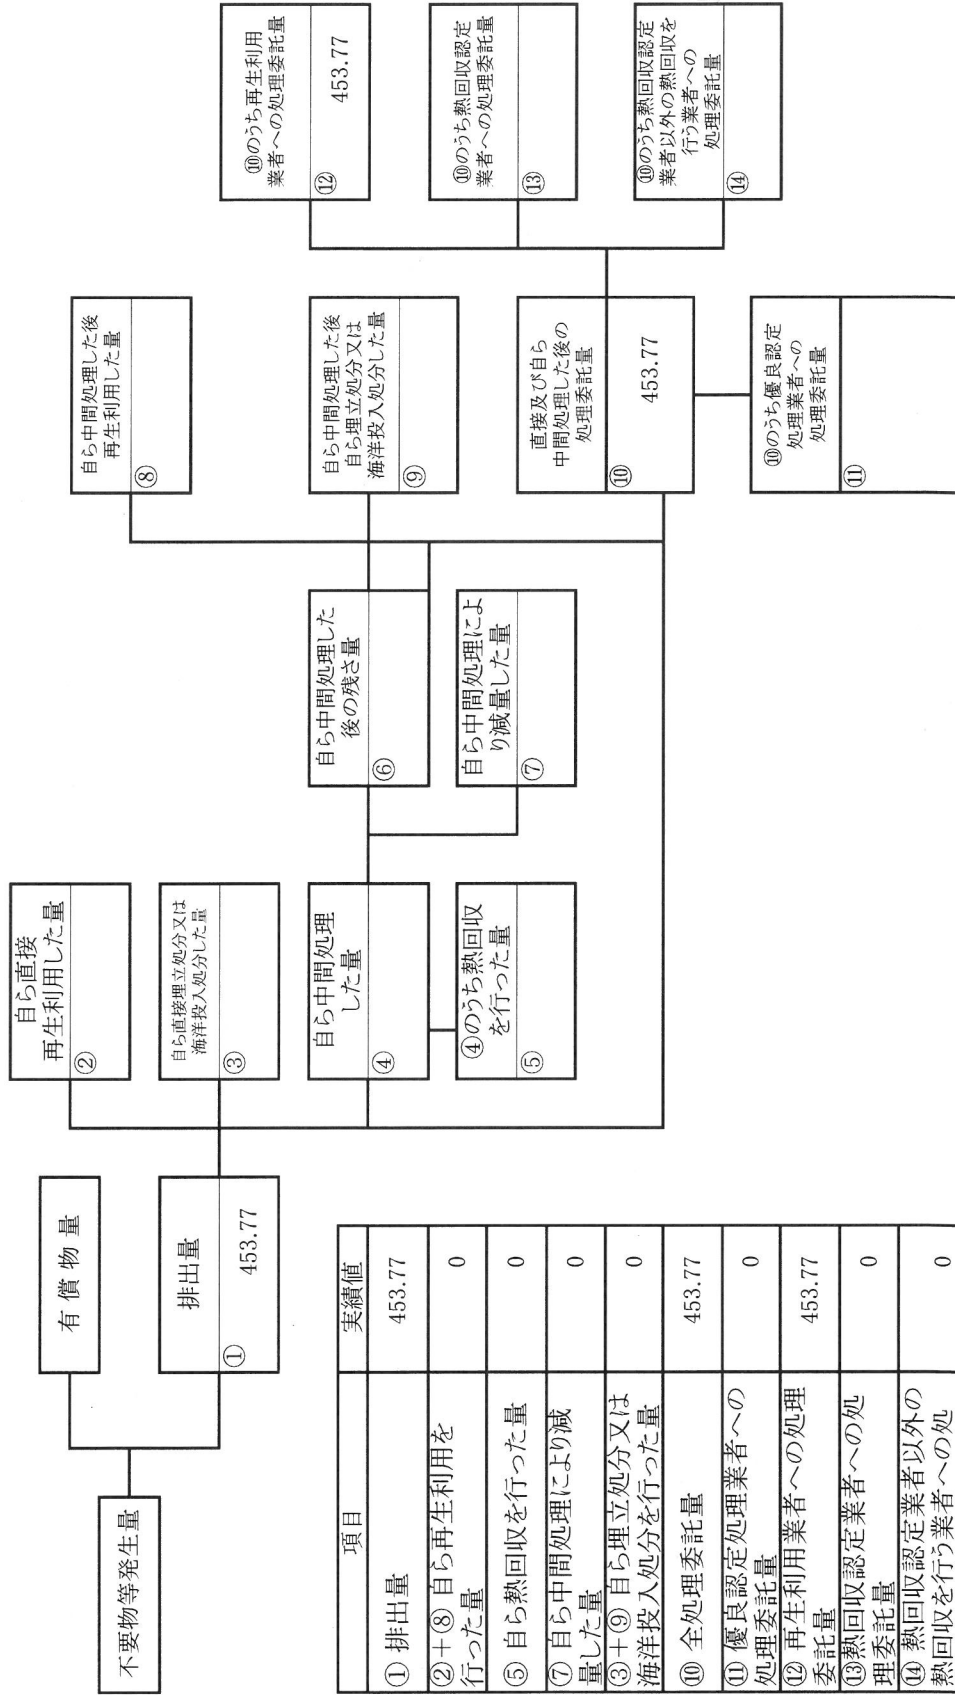 不要物等発生量
有償物量
排出量
①
453.77
自ら直接
再生利用した量
②
自ら直接埋立処分又は
海洋投入処分した量
③
自ら中間処理
した量
④
④のうち熱回収
を行った量
⑤
自ら中間処理した
後の残さ量
⑥
自ら中間処理によ
り減量した量
⑦
自ら中間処理した後
再生利用した量
⑧
自ら中間処理した後
自ら埋立処分又は
海洋投入処分した量
⑨
直接及び自ら
中間処理した後の
処理委託量
⑩
453.77
⑩のうち優良認定
処理業者への
処理委託量
⑪
⑩のうち再生利用
業者への処理委託量
⑫
453.77
⑩のうち熱回収認定
業者への処理委託量
⑬
⑩のうち熱回収認定
業者以外の熱回収を
行う業者への
処理委託量
⑭
項目 実績値
① 排出量 453.77
②+⑧ 自ら再生利用を
行った量 0
⑤ 自ら熱回収を行った量 0
⑦ 自ら中間処理により減
量した量 0
③+⑨ 自ら埋立処分又は
海洋投入処分を行った量 0
⑩ 全処理委託量 453.77
⑪ 優良認定処理業者への
処理委託量 0
⑫ 再生利用業者への処理
委託量 453.77
⑬熱回収認定業者への処
理委託量 0
⑭ 熱回収認定業者以外の
熱回収を行う業者への処 0